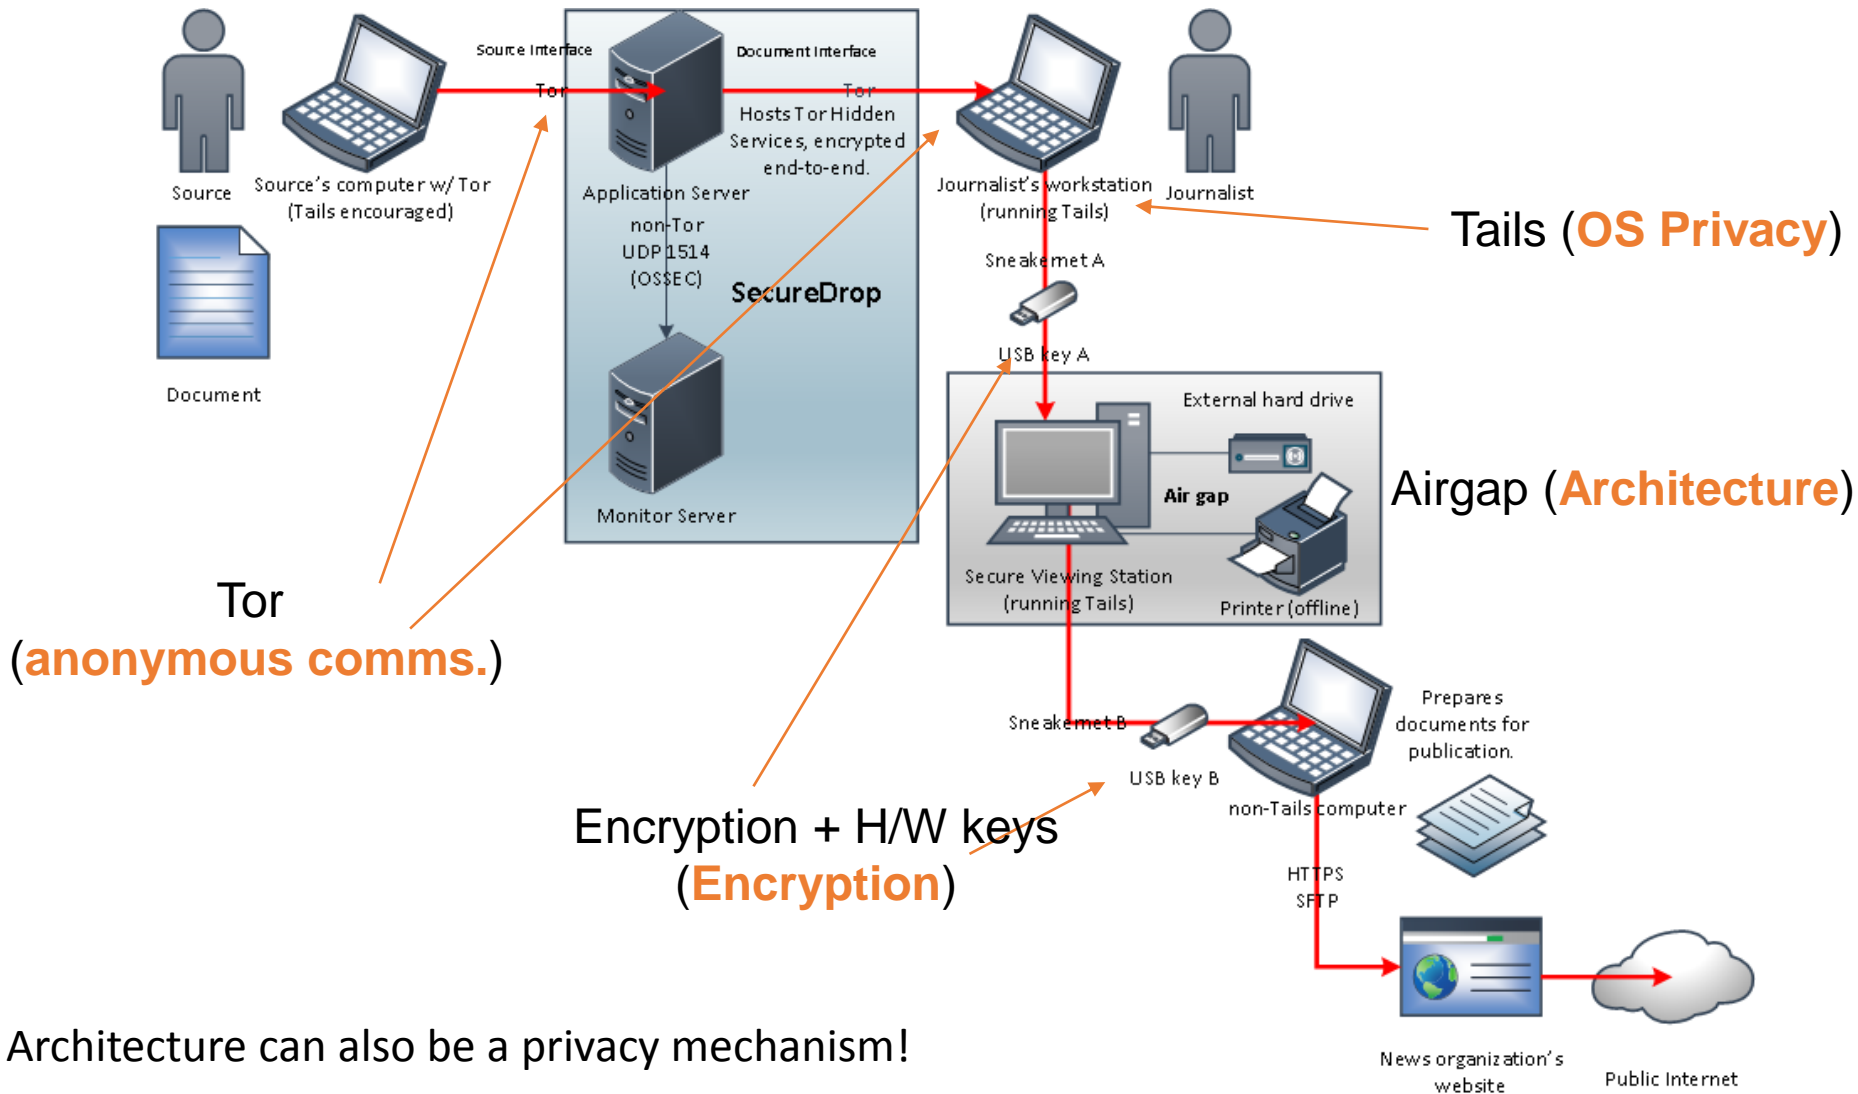 Source Interface
Tor
Document Interface
Tor
Hosts Tor Hidden
Services, encrypted
end-to-end.
Source
Source's computer w/ Tor
(Tails encouraged)
Document
Application Server
non-Tor
UDP 1514
(OSSEC)
SecureDrop
Monitor Server
Journalist's workstation
(running Tails)
Journalist
Tails (OS Privacy)
Sneakernet A
USB key A
External hard drive
Air gap
Airgap (Architecture)
Secure Viewing Station
(running Tails)
Printer (offline)
Tor
(anonymous comms.)
Sneakernet B
USB key B
Prepares
documents for
publication.
non-Tails computer
Encryption + H/W keys
(Encryption)
HTTPS
SFTP
News organization's
website
Public Internet
Architecture can also be a privacy mechanism!